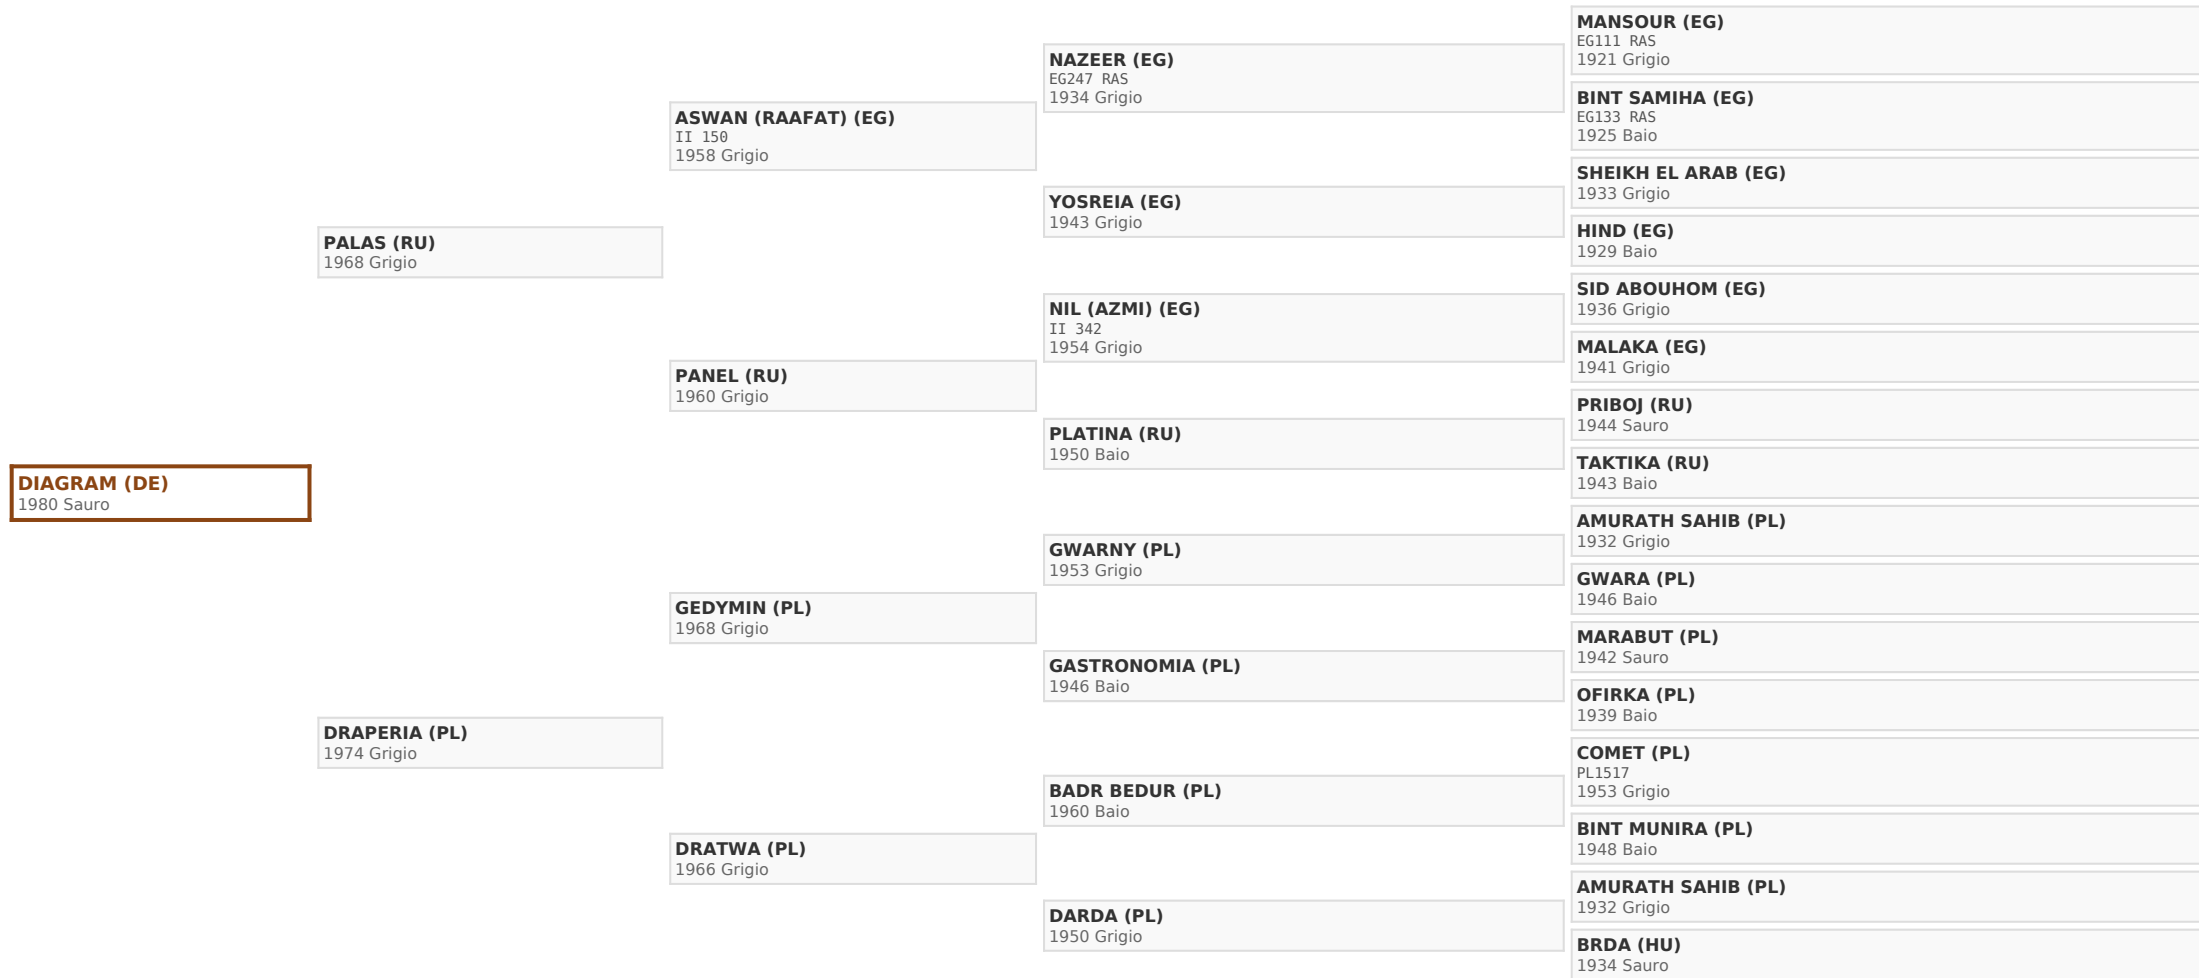 DIAGRAM (DE)
1980 Sauro
PALAS (RU)
1968 Grigio
DRAPERIA (PL)
1974 Grigio
ASWAN (RAAFAT) (EG)
II 150
1958 Grigio
PANEL (RU)
1960 Grigio
GEDYMIN (PL)
1968 Grigio
DRATWA (PL)
1966 Grigio
NAZEER (EG)
EG247 RAS
1934 Grigio
YOSREIA (EG)
1943 Grigio
NIL (AZMI) (EG)
II 342
1954 Grigio
PLATINA (RU)
1950 Baio
GWARNY (PL)
1953 Grigio
GASTRONOMIA (PL)
1946 Baio
BADR BEDUR (PL)
1960 Baio
DARDA (PL)
1950 Grigio
MANSOUR (EG)
EG111 RAS
1921 Grigio
BINT SAMIHA (EG)
EG133 RAS
1925 Baio
SHEIKH EL ARAB (EG)
1933 Grigio
HIND (EG)
1929 Baio
SID ABOUHOM (EG)
1936 Grigio
MALAKA (EG)
1941 Grigio
PRIBOJ (RU)
1944 Sauro
TAKTIKA (RU)
1943 Baio
AMURATH SAHIB (PL)
1932 Grigio
GWARA (PL)
1946 Baio
MARABUT (PL)
1942 Sauro
OFIRKA (PL)
1939 Baio
COMET (PL)
PL1517
1953 Grigio
BINT MUNIRA (PL)
1948 Baio
AMURATH SAHIB (PL)
1932 Grigio
BRDA (HU)
1934 Sauro